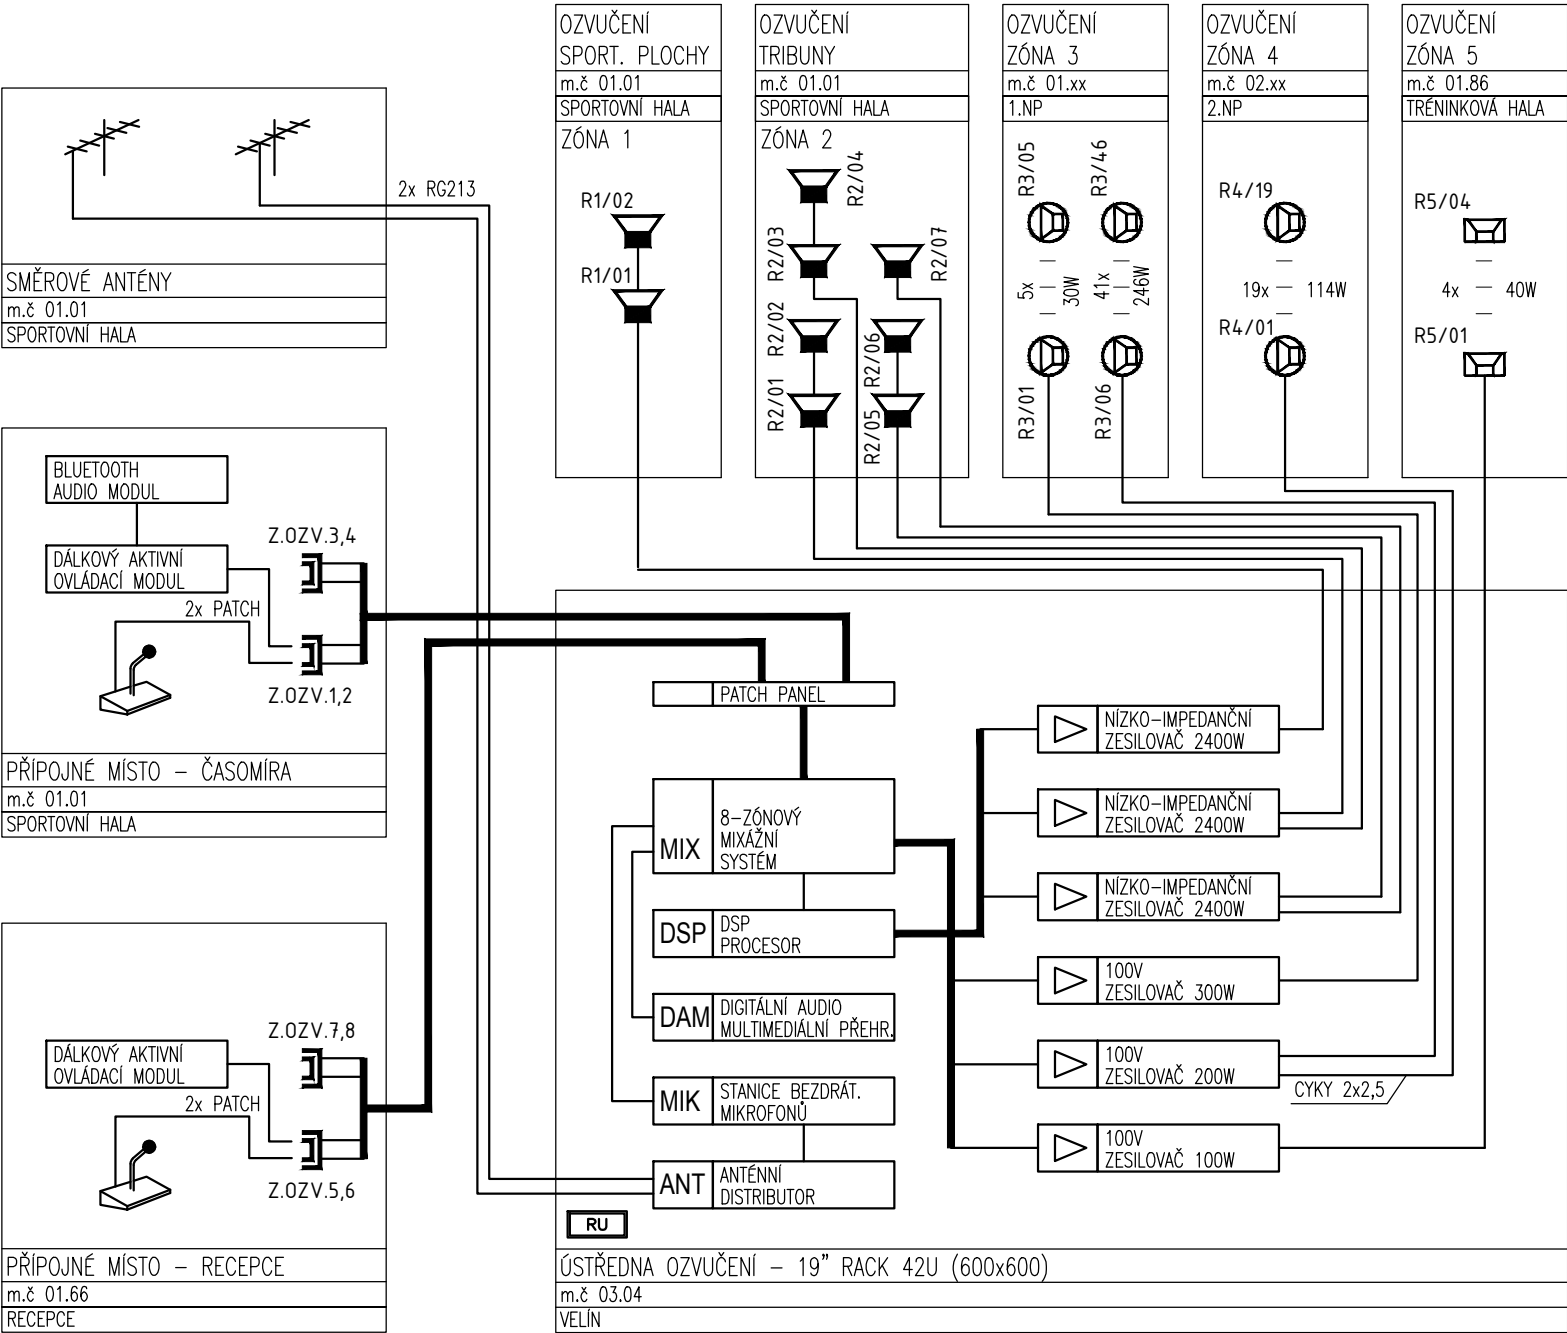 OZVUČENÍ
SPORT. PLOCHY
m.č 01.01
SPORTOVNÍ HALA
ZÓNA 1
R1/02
R1/01
OZVUČENÍ
TRIBUNY
m.č 01.01
SPORTOVNÍ HALA
ZÓNA 2
R2/04
R2/03
R2/07
R2/02
R2/06
R2/01
R2/05
OZVUČENÍ
ZÓNA 3
m.č 01.xx
1.NP
R3/05
R3/46
5x
30W
41x
246W
R3/01
R3/06
OZVUČENÍ
ZÓNA 4
m.č 02.xx
2.NP
R4/19
19x
114W
R4/01
OZVUČENÍ
ZÓNA 5
m.č 01.86
TRÉNINKOVÁ HALA
R5/04
4x
40W
R5/01
2x RG213
SMĚROVÉ ANTÉNY
m.č 01.01
SPORTOVNÍ HALA
BLUETOOTH
AUDIO MODUL
DÁLKOVÝ AKTIVNÍ
OVLÁDACÍ MODUL
Z.OZV.3,4
2x PATCH
Z.OZV.1,2
PŘÍPOJNÉ MÍSTO – ČASOMÍRA
m.č 01.01
SPORTOVNÍ HALA
DÁLKOVÝ AKTIVNÍ
OVLÁDACÍ MODUL
Z.OZV.7,8
2x PATCH
Z.OZV.5,6
PŘÍPOJNÉ MÍSTO – RECEPCE
m.č 01.66
RECEPCE
PATCH PANEL
MIX
8–ZÓNOVÝ
MIXÁŽNÍ
SYSTÉM
DSP
DSP
PROCESOR
DAM
DIGITÁLNÍ AUDIO
MULTIMEDIÁLNÍ PŘEHR.
MIK
STANICE BEZDRÁT.
MIKROFONŮ
ANT
ANTÉNNÍ
DISTRIBUTOR
NÍZKO–IMPEDANČNÍ
ZESILOVAČ 2400W
NÍZKO–IMPEDANČNÍ
ZESILOVAČ 2400W
NÍZKO–IMPEDANČNÍ
ZESILOVAČ 2400W
100V
ZESILOVAČ 300W
100V
ZESILOVAČ 200W
CYKY 2x2,5
100V
ZESILOVAČ 100W
RU
ÚSTŘEDNA OZVUČENÍ – 19” RACK 42U (600x600)
m.č 03.04
VELÍN